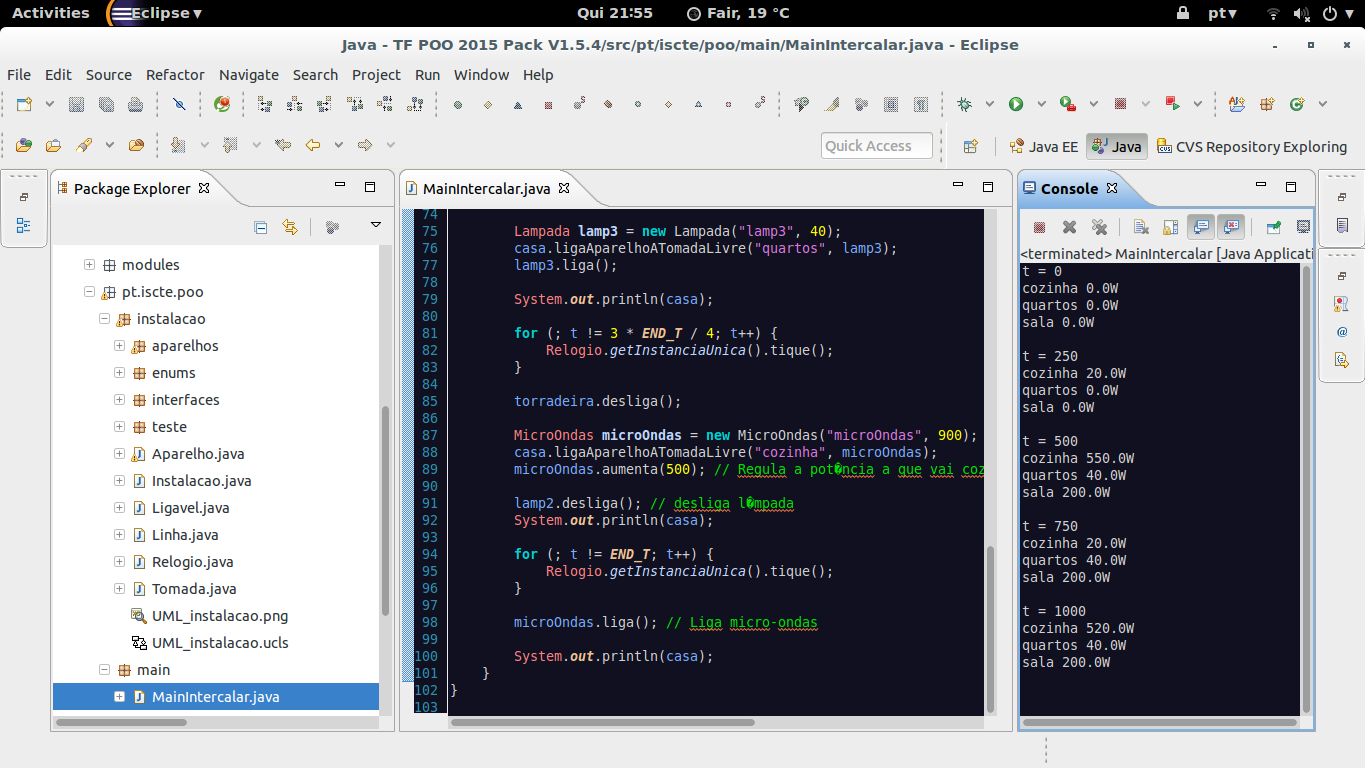 Activities
Eclipse ▾
Qui 21:55
Fair, 19 °C
pt ▾
Java - TF POO 2015 Pack V1.5.4/src/pt/iscte/poo/main/MainIntercalar.java - Eclipse
File Edit Source Refactor Navigate Search Project Run Window Help
Quick Access
Java EE
Java
CVS Repository Exploring
Package Explorer
modules
pt.iscte.poo
instalacao
aparelhos
enums
interfaces
teste
Aparelho.java
Instalacao.java
Ligavel.java
Linha.java
Relogio.java
Tomada.java
UML_instalacao.png
UML_instalacao.ucls
main
MainIntercalar.java
MainIntercalar.java
74
75 Lampada lamp3 = new Lampada("lamp3", 40);
76 casa.ligaAparelhoATomadaLivre("quartos", lamp3);
77 lamp3.liga();
78
79 System.out.println(casa);
80
81 for (; t != 3 * END_T / 4; t++) {
82 Relogio.getInstanciaUnica().tique();
83 }
84
85 torradeira.desliga();
86
87 MicroOndas microOndas = new MicroOndas("microOndas", 900);
88 casa.ligaAparelhoATomadaLivre("cozinha", microOndas);
89 microOndas.aumenta(500); // Regula a pot�ncia a que vai coz
90
91 lamp2.desliga(); // desliga l�mpada
92 System.out.println(casa);
93
94 for (; t != END_T; t++) {
95 Relogio.getInstanciaUnica().tique();
96 }
97
98 microOndas.liga(); // Liga micro-ondas
99
100 System.out.println(casa);
101 }
102 }
103
Console
<terminated> MainIntercalar [Java Applicati
t = 0
cozinha 0.0W
quartos 0.0W
sala 0.0W
t = 250
cozinha 20.0W
quartos 0.0W
sala 0.0W
t = 500
cozinha 550.0W
quartos 40.0W
sala 200.0W
t = 750
cozinha 20.0W
quartos 40.0W
sala 200.0W
t = 1000
cozinha 520.0W
quartos 40.0W
sala 200.0W